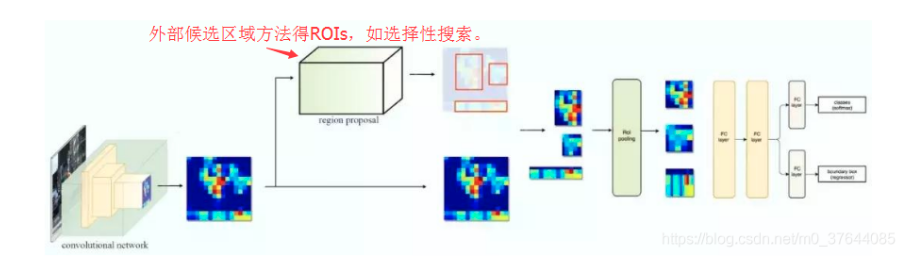 外部候选区域方法得ROIs，如选择性搜索。
region proposal
convolutional network
RoI
pooling
FC
layer
FC
layer
FC
layer
classes
(softmax)
FC
layer
boundary box
(regressor)
https://blog.csdn.net/m0_37644085